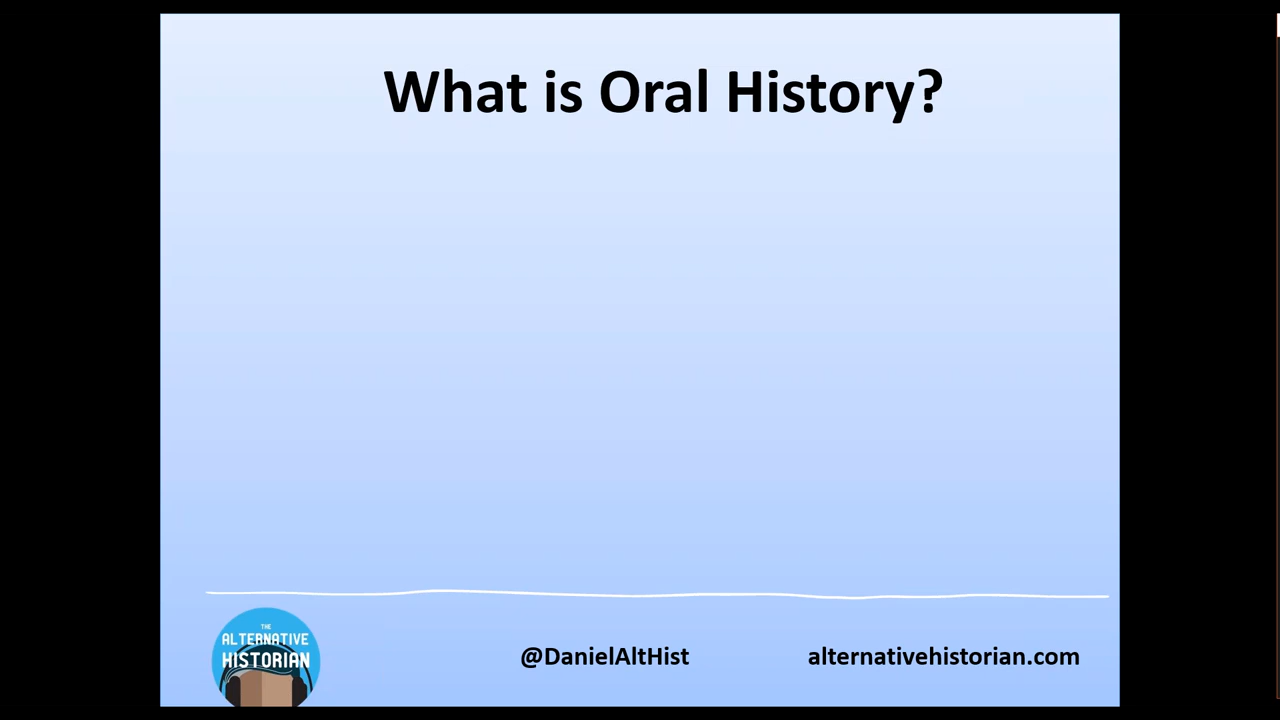 What is Oral History?
THE
ALTERNATIVE
HISTORIAN
@DanielAltHist
alternativehistorian.com